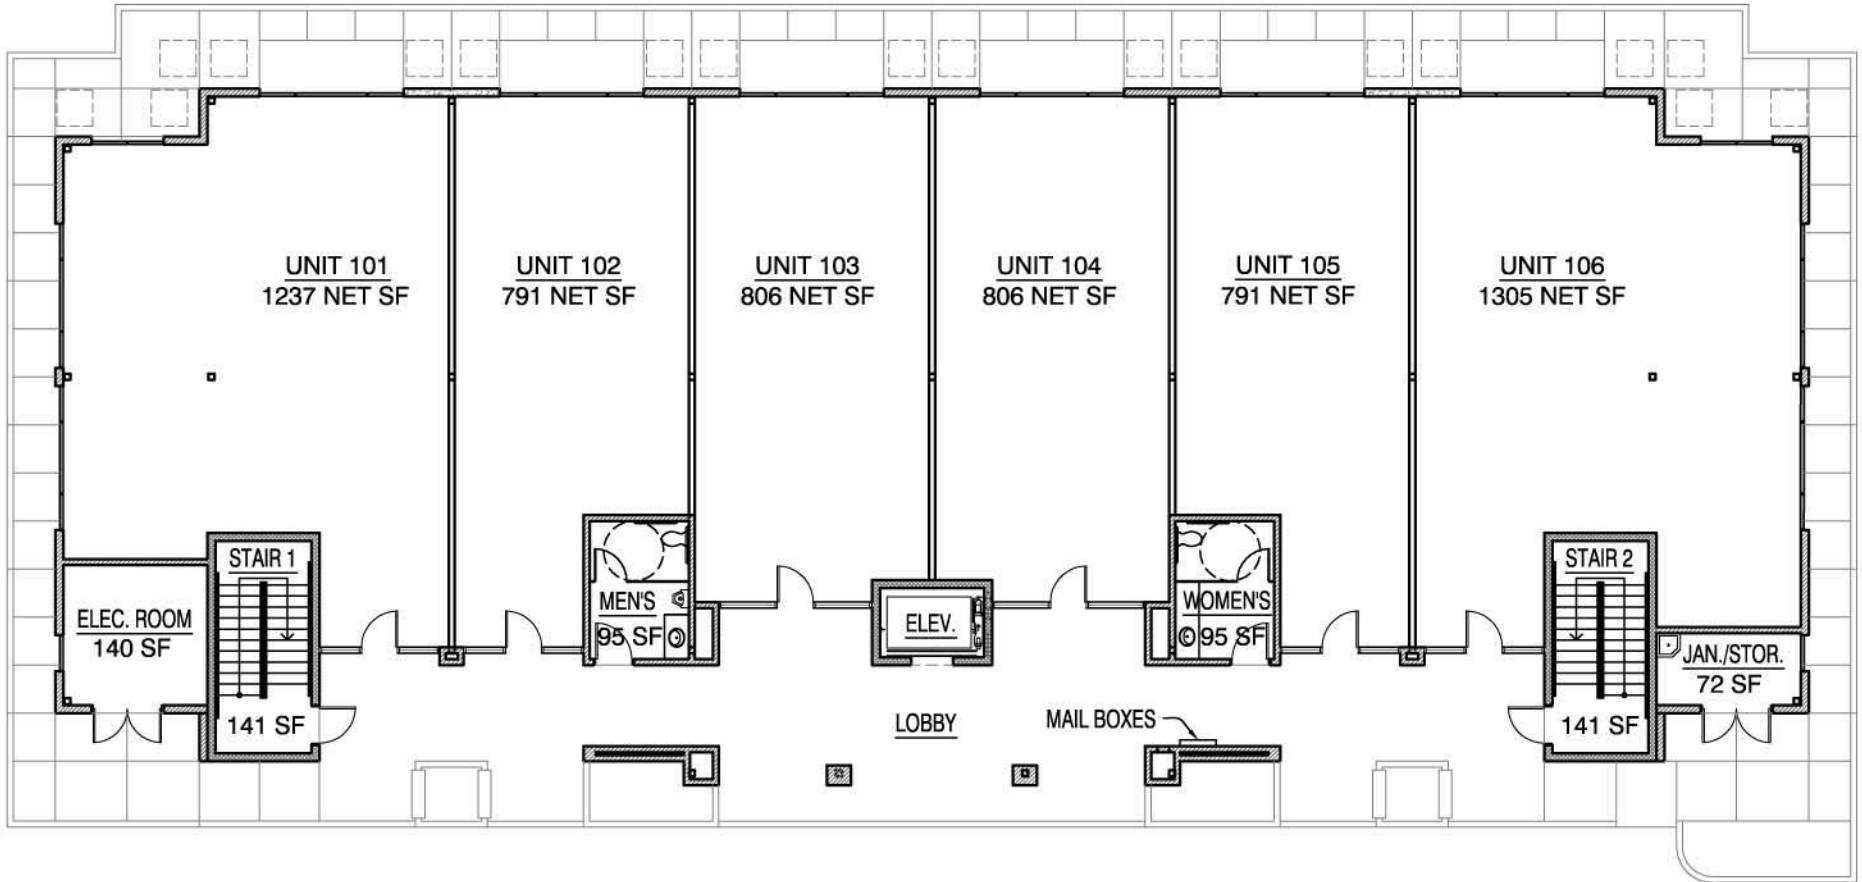 UNIT 101
1237 NET SF
UNIT 102
791 NET SF
UNIT 103
806 NET SF
UNIT 104
806 NET SF
UNIT 105
791 NET SF
UNIT 106
1305 NET SF
STAIR 1
141 SF
ELEC. ROOM
140 SF
MEN'S
95 SF
ELEV.
WOMEN'S
95 SF
STAIR 2
141 SF
JAN./STOR.
72 SF
LOBBY
MAIL BOXES